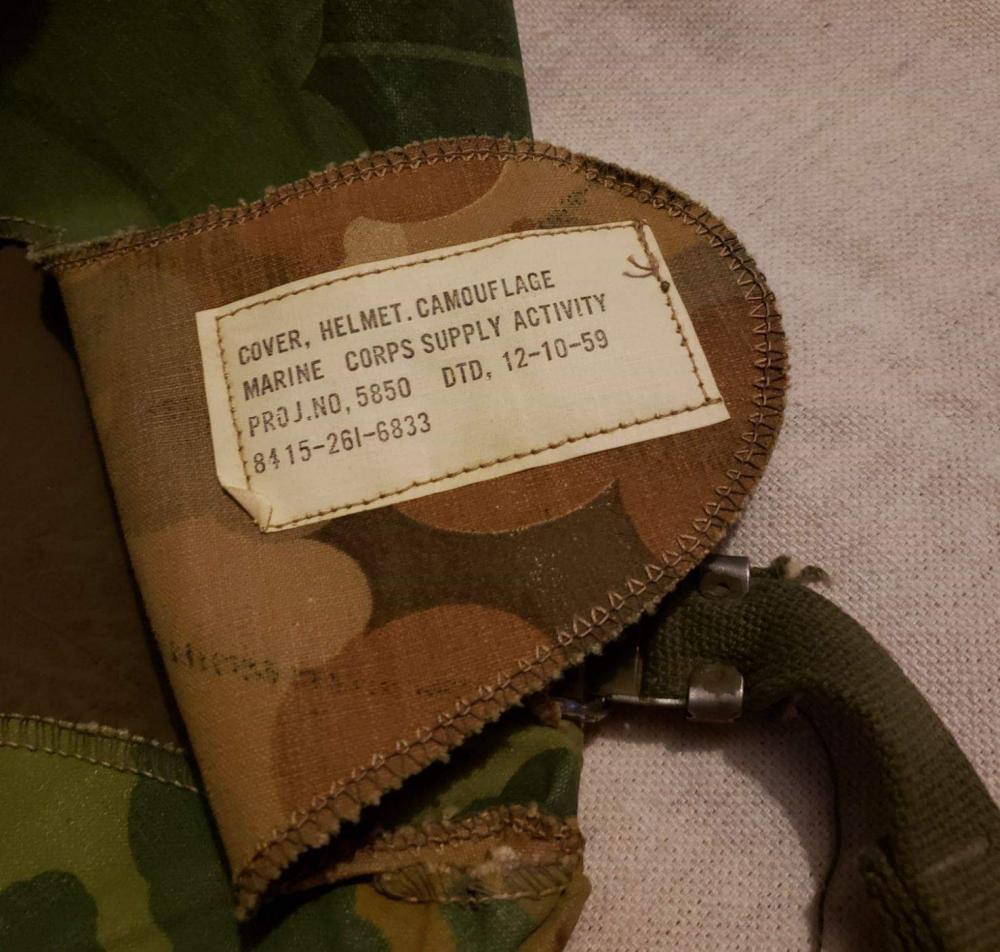 COVER, HELMET. CAMOUFLAGE
MARINE CORPS SUPPLY ACTIVITY
PROJ.NO, 5850 DTD, 12-10-59
8415-261-6833